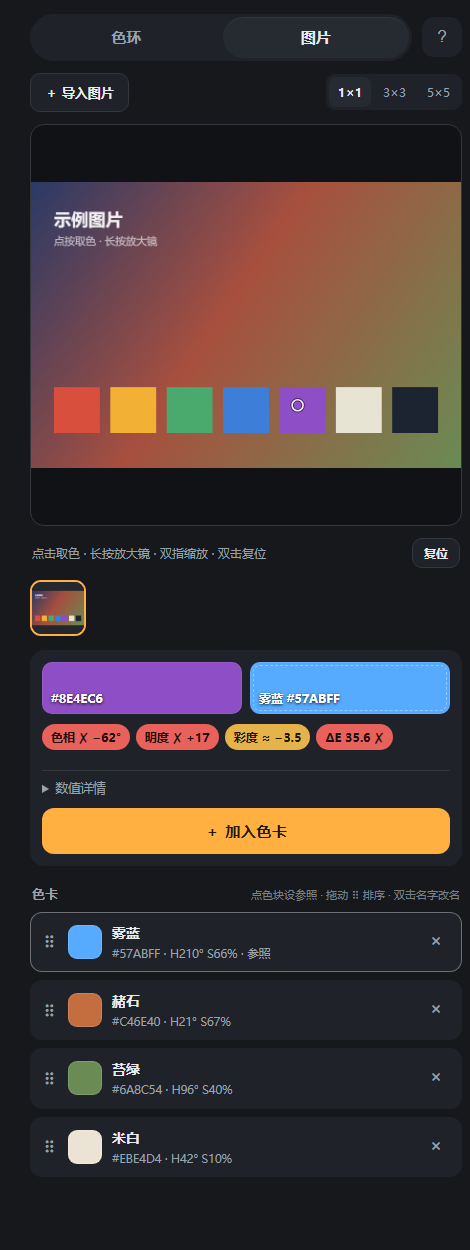 色环
图片
?
+ 导入图片
1×1
3×3
5×5
示例图片
点按取色 · 长按放大镜
点击取色 · 长按放大镜 · 双指缩放 · 双击复位
复位
#8E4EC6
雾蓝 #57ABFF
色相 ✗ −62°
明度 ✗ +17
彩度 ≈ −3.5
ΔE 35.6 ✗
▶ 数值详情
+ 加入色卡
色卡
点色块设参照 · 拖动 ⠿ 排序 · 双击名字改名
雾蓝
#57ABFF · H210° S66% · 参照
×
赭石
#C46E40 · H21° S67%
×
苔绿
#6A8C54 · H96° S40%
×
米白
#EBE4D4 · H42° S10%
×